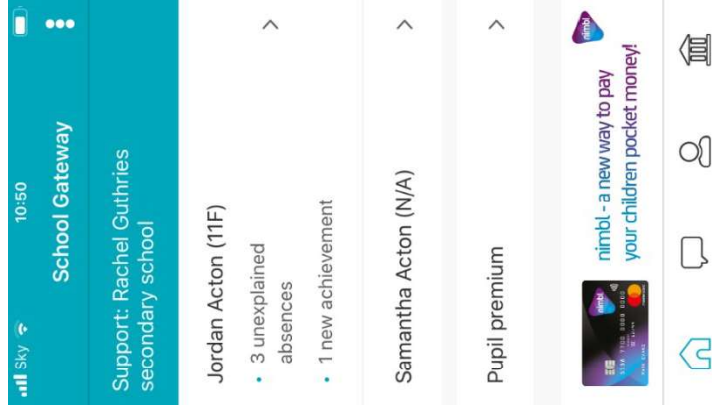 Sky 10:50
School Gateway
Support: Rachel Guthries
secondary school
Jordan Acton (11F)
• 3 unexplained
absences
• 1 new achievement
Samantha Acton (N/A)
Pupil premium
nimbl - a new way to pay
your children pocket money!
nimbl
nimbl